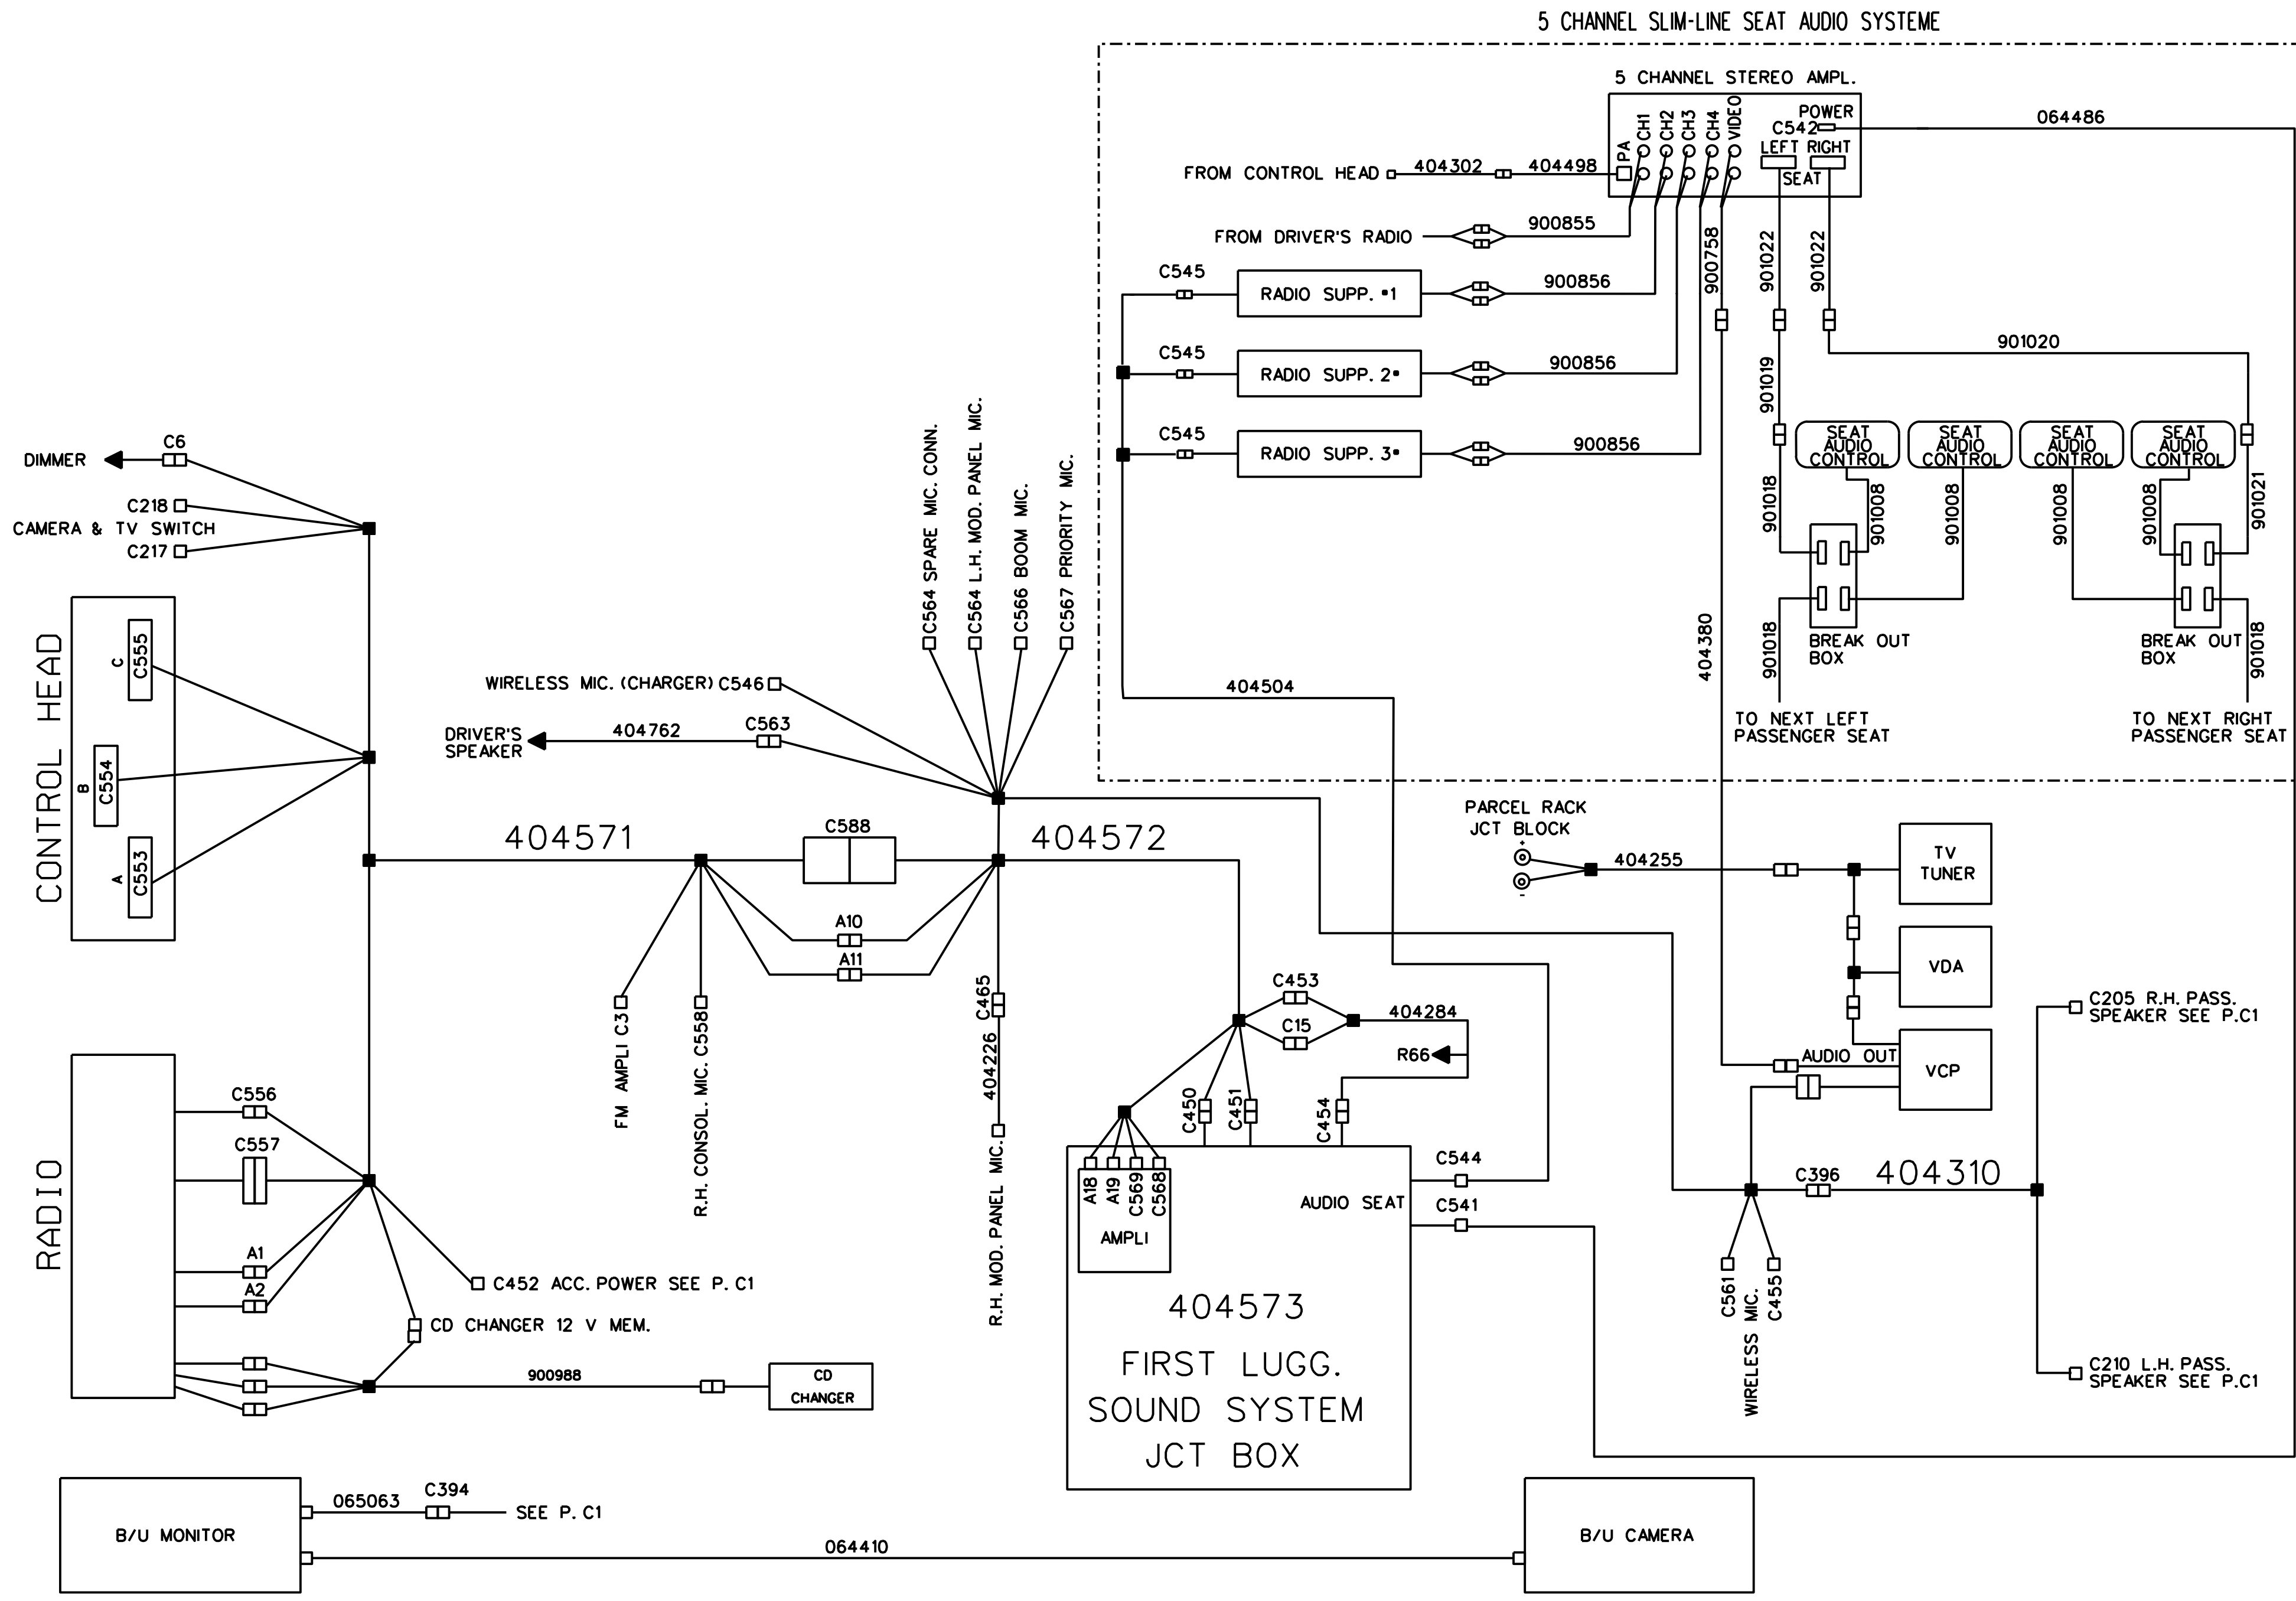 5 CHANNEL SLIM-LINE SEAT AUDIO SYSTEME
5 CHANNEL STEREO AMPL.
PA
CH1
CH2
CH3
CH4
VIDEO
POWER
C542
LEFT RIGHT
SEAT
064486
FROM CONTROL HEAD
404302
404498
FROM DRIVER'S RADIO
900855
C545
RADIO SUPP. •1
900856
C545
RADIO SUPP. 2•
900856
C545
RADIO SUPP. 3•
900856
900758
901022
901022
901020
901019
SEAT
AUDIO
CONTROL
SEAT
AUDIO
CONTROL
SEAT
AUDIO
CONTROL
SEAT
AUDIO
CONTROL
901018
901008
901008
901008
901008
901021
BREAK OUT
BOX
BREAK OUT
BOX
901018
901018
TO NEXT LEFT
PASSENGER SEAT
TO NEXT RIGHT
PASSENGER SEAT
404380
404504
DIMMER
C6
C218
CAMERA & TV SWITCH
C217
CONTROL HEAD
C
C555
B
C554
A
C553
C564 SPARE MIC. CONN.
C564 L.H. MOD. PANEL MIC.
C566 BOOM MIC.
C567 PRIORITY MIC.
WIRELESS MIC. (CHARGER) C546
DRIVER'S
SPEAKER
404762
C563
404571
C588
404572
A10
A11
FM AMPLI C3
R.H. CONSOL. MIC. C558
C465
404226
R.H. MOD. PANEL MIC.
PARCEL RACK
JCT BLOCK
+
-
404255
TV
TUNER
VDA
VCP
AUDIO OUT
C453
C15
404284
R66
C450
C451
C454
A18
A19
C569
C568
AMPLI
AUDIO SEAT
C544
C541
404573
FIRST LUGG.
SOUND SYSTEM
JCT BOX
C396
404310
C205 R.H. PASS.
SPEAKER SEE P.C1
C210 L.H. PASS.
SPEAKER SEE P.C1
C561
WIRELESS MIC.
C455
RADIO
C556
C557
A1
A2
C452 ACC. POWER SEE P. C1
CD CHANGER 12 V MEM.
900988
CD
CHANGER
B/U MONITOR
065063
C394
SEE P. C1
064410
B/U CAMERA